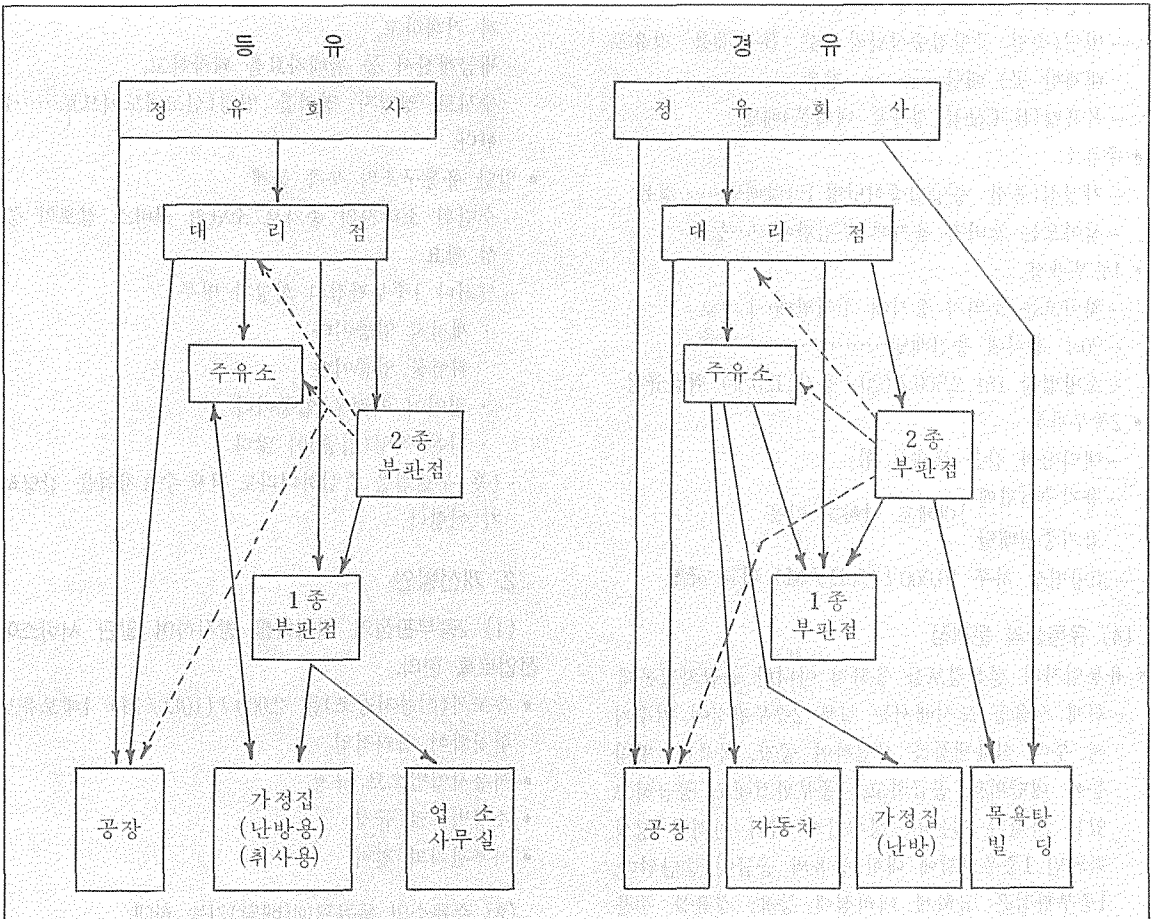 등 유
정 유 회 사
대 리 점
주유소
2종
부판점
1종
부판점
공장
가정집
(난방용)
(취사용)
업 소
사무실
경 유
정 유 회 사
대 리 점
주유소
2종
부판점
1종
부판점
공장
자동차
가정집
(난방)
목욕탕
빌 딩